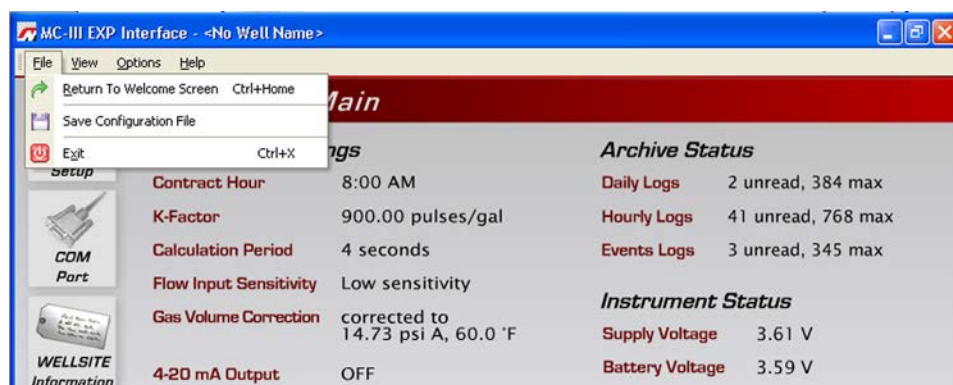 MC-III EXP Interface - <No Well Name>
File View Options Help
Return To Welcome Screen Ctrl+Home
Save Configuration File
Exit Ctrl+X
Main
ngs
Archive Status
Setup
Contract Hour 8:00 AM
Daily Logs 2 unread, 384 max
K-Factor 900.00 pulses/gal
Hourly Logs 41 unread, 768 max
COM
Port
Calculation Period 4 seconds
Events Logs 3 unread, 345 max
Flow Input Sensitivity Low sensitivity
Instrument Status
Gas Volume Correction corrected to
14.73 psi A, 60.0 °F
Supply Voltage 3.61 V
WELLSITE
Information
4-20 mA Output OFF
Battery Voltage 3.59 V